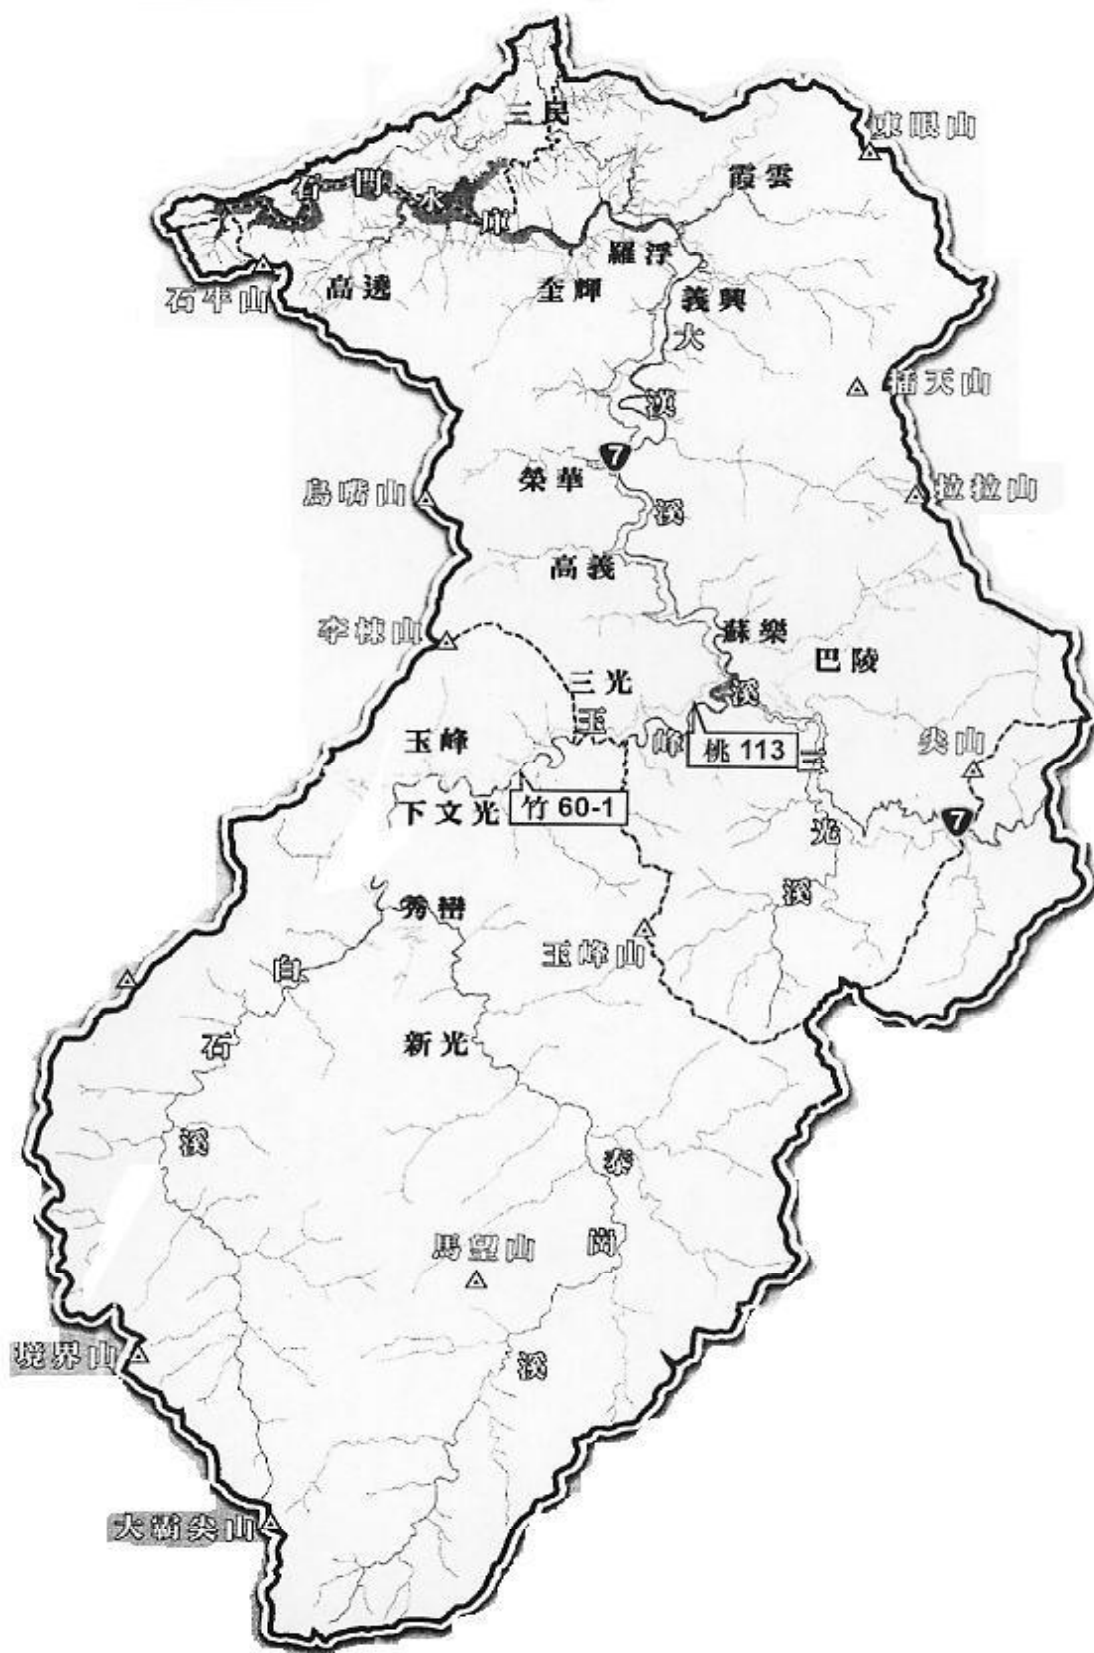 三民
東眼山
霞雲
石門水庫
羅浮
石牛山
高遶
奎輝
義興
大漢溪
插天山
7
榮華
鳥嘴山
拉拉山
高義
李棟山
蘇樂
巴陵
三光
玉峰溪
玉峰
桃 113
尖山
三光溪
下文光
竹 60-1
7
秀巒
玉峰山
白石溪
新光
泰崗溪
馬望山
境界山
大霸尖山